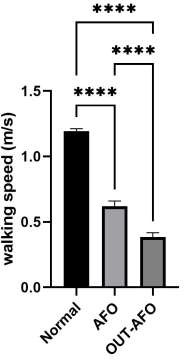 ****
****
****
1.5
1.0
0.5
0.0
walking speed (m/s)
Normal
AFO
OUT-AFO